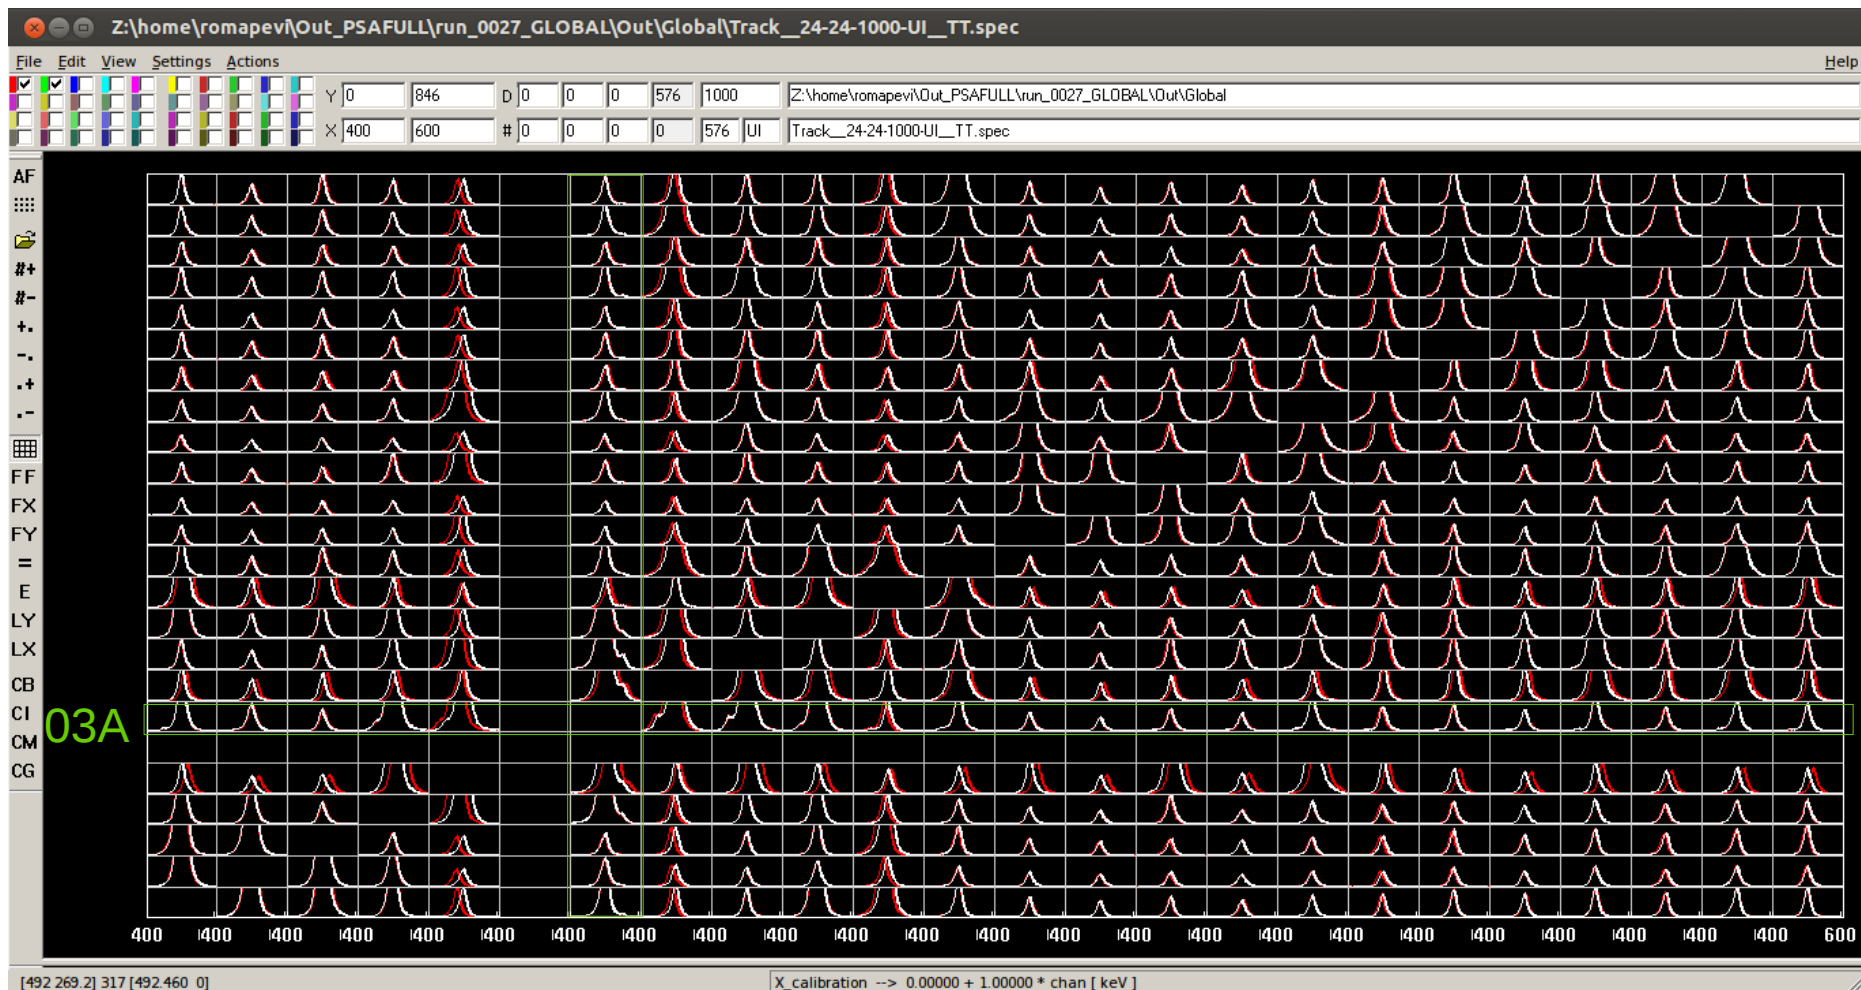 Z:\home\romapevi\Out_PSAFULL\run_0027_GLOBAL\Out\Global\Track__24-24-1000-UI__TT.spec
File Edit View Settings Actions Help
Y 0 846 D 0 0 0 576 1000 Z:\home\romapevi\Out_PSAFULL\run_0027_GLOBAL\Out\Global
X 400 600 # 0 0 0 0 576 UI Track__24-24-1000-UI__TT.spec
AF
#+
#-
+.
-.
.+
.-
FF
FX
FY
=
E
LY
LX
CB
CI
03A
CM
CG
400 400 400 400 400 400 400 400 400 400 400 400 400 400 400 400 400 400 400 400 400 400 400 400 600
[492 269.2] 317 [492.460 0] X_calibration --> 0.00000 + 1.00000 * chan [ keV ]